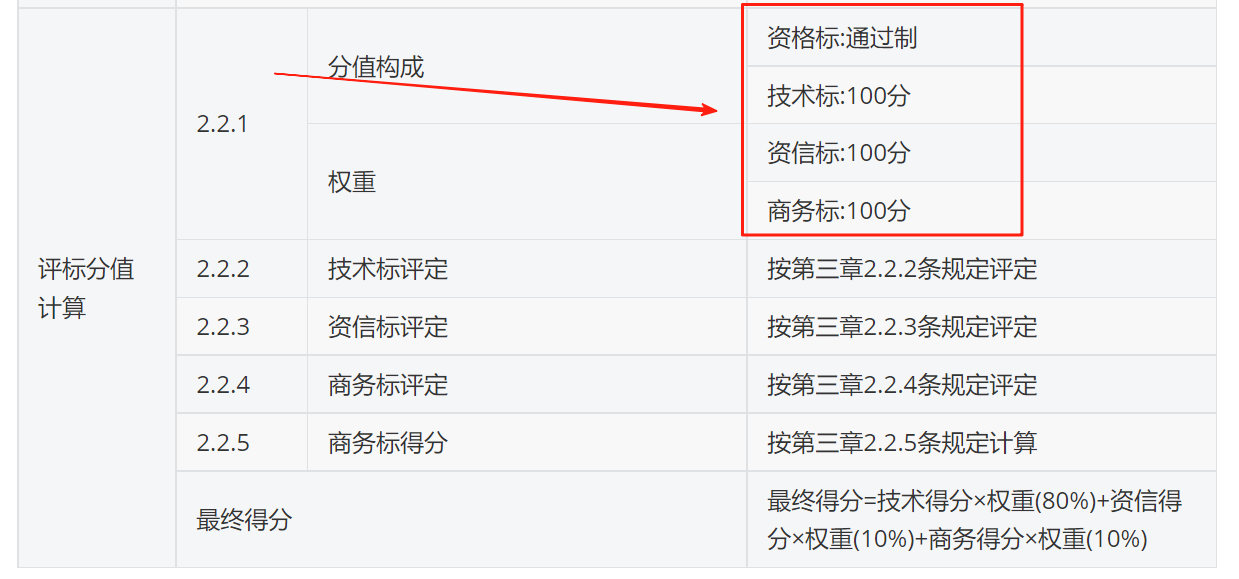 分值构成
资格标:通过制
技术标:100分
2.2.1
权重
资信标:100分
商务标:100分
评标分值
计算
2.2.2
技术标评定
按第三章2.2.2条规定评定
2.2.3
资信标评定
按第三章2.2.3条规定评定
2.2.4
商务标评定
按第三章2.2.4条规定评定
2.2.5
商务标得分
按第三章2.2.5条规定计算
最终得分
最终得分=技术得分×权重(80%)+资信得
分×权重(10%)+商务得分×权重(10%)